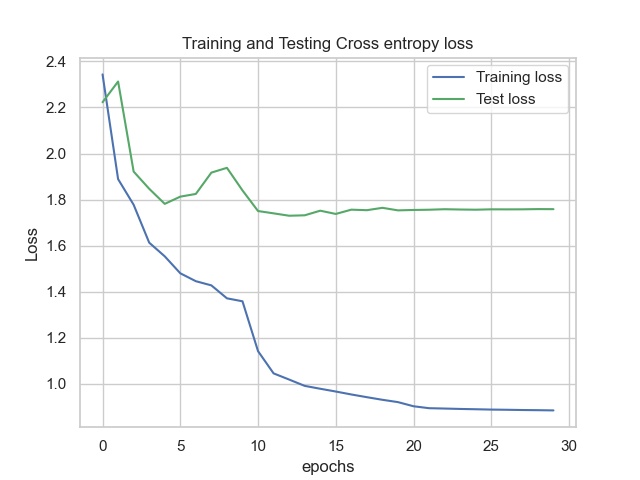 Training and Testing Cross entropy loss
Training loss
Test loss
Loss
2.4
2.2
2.0
1.8
1.6
1.4
1.2
1.0
0 5 10 15 20 25 30
epochs